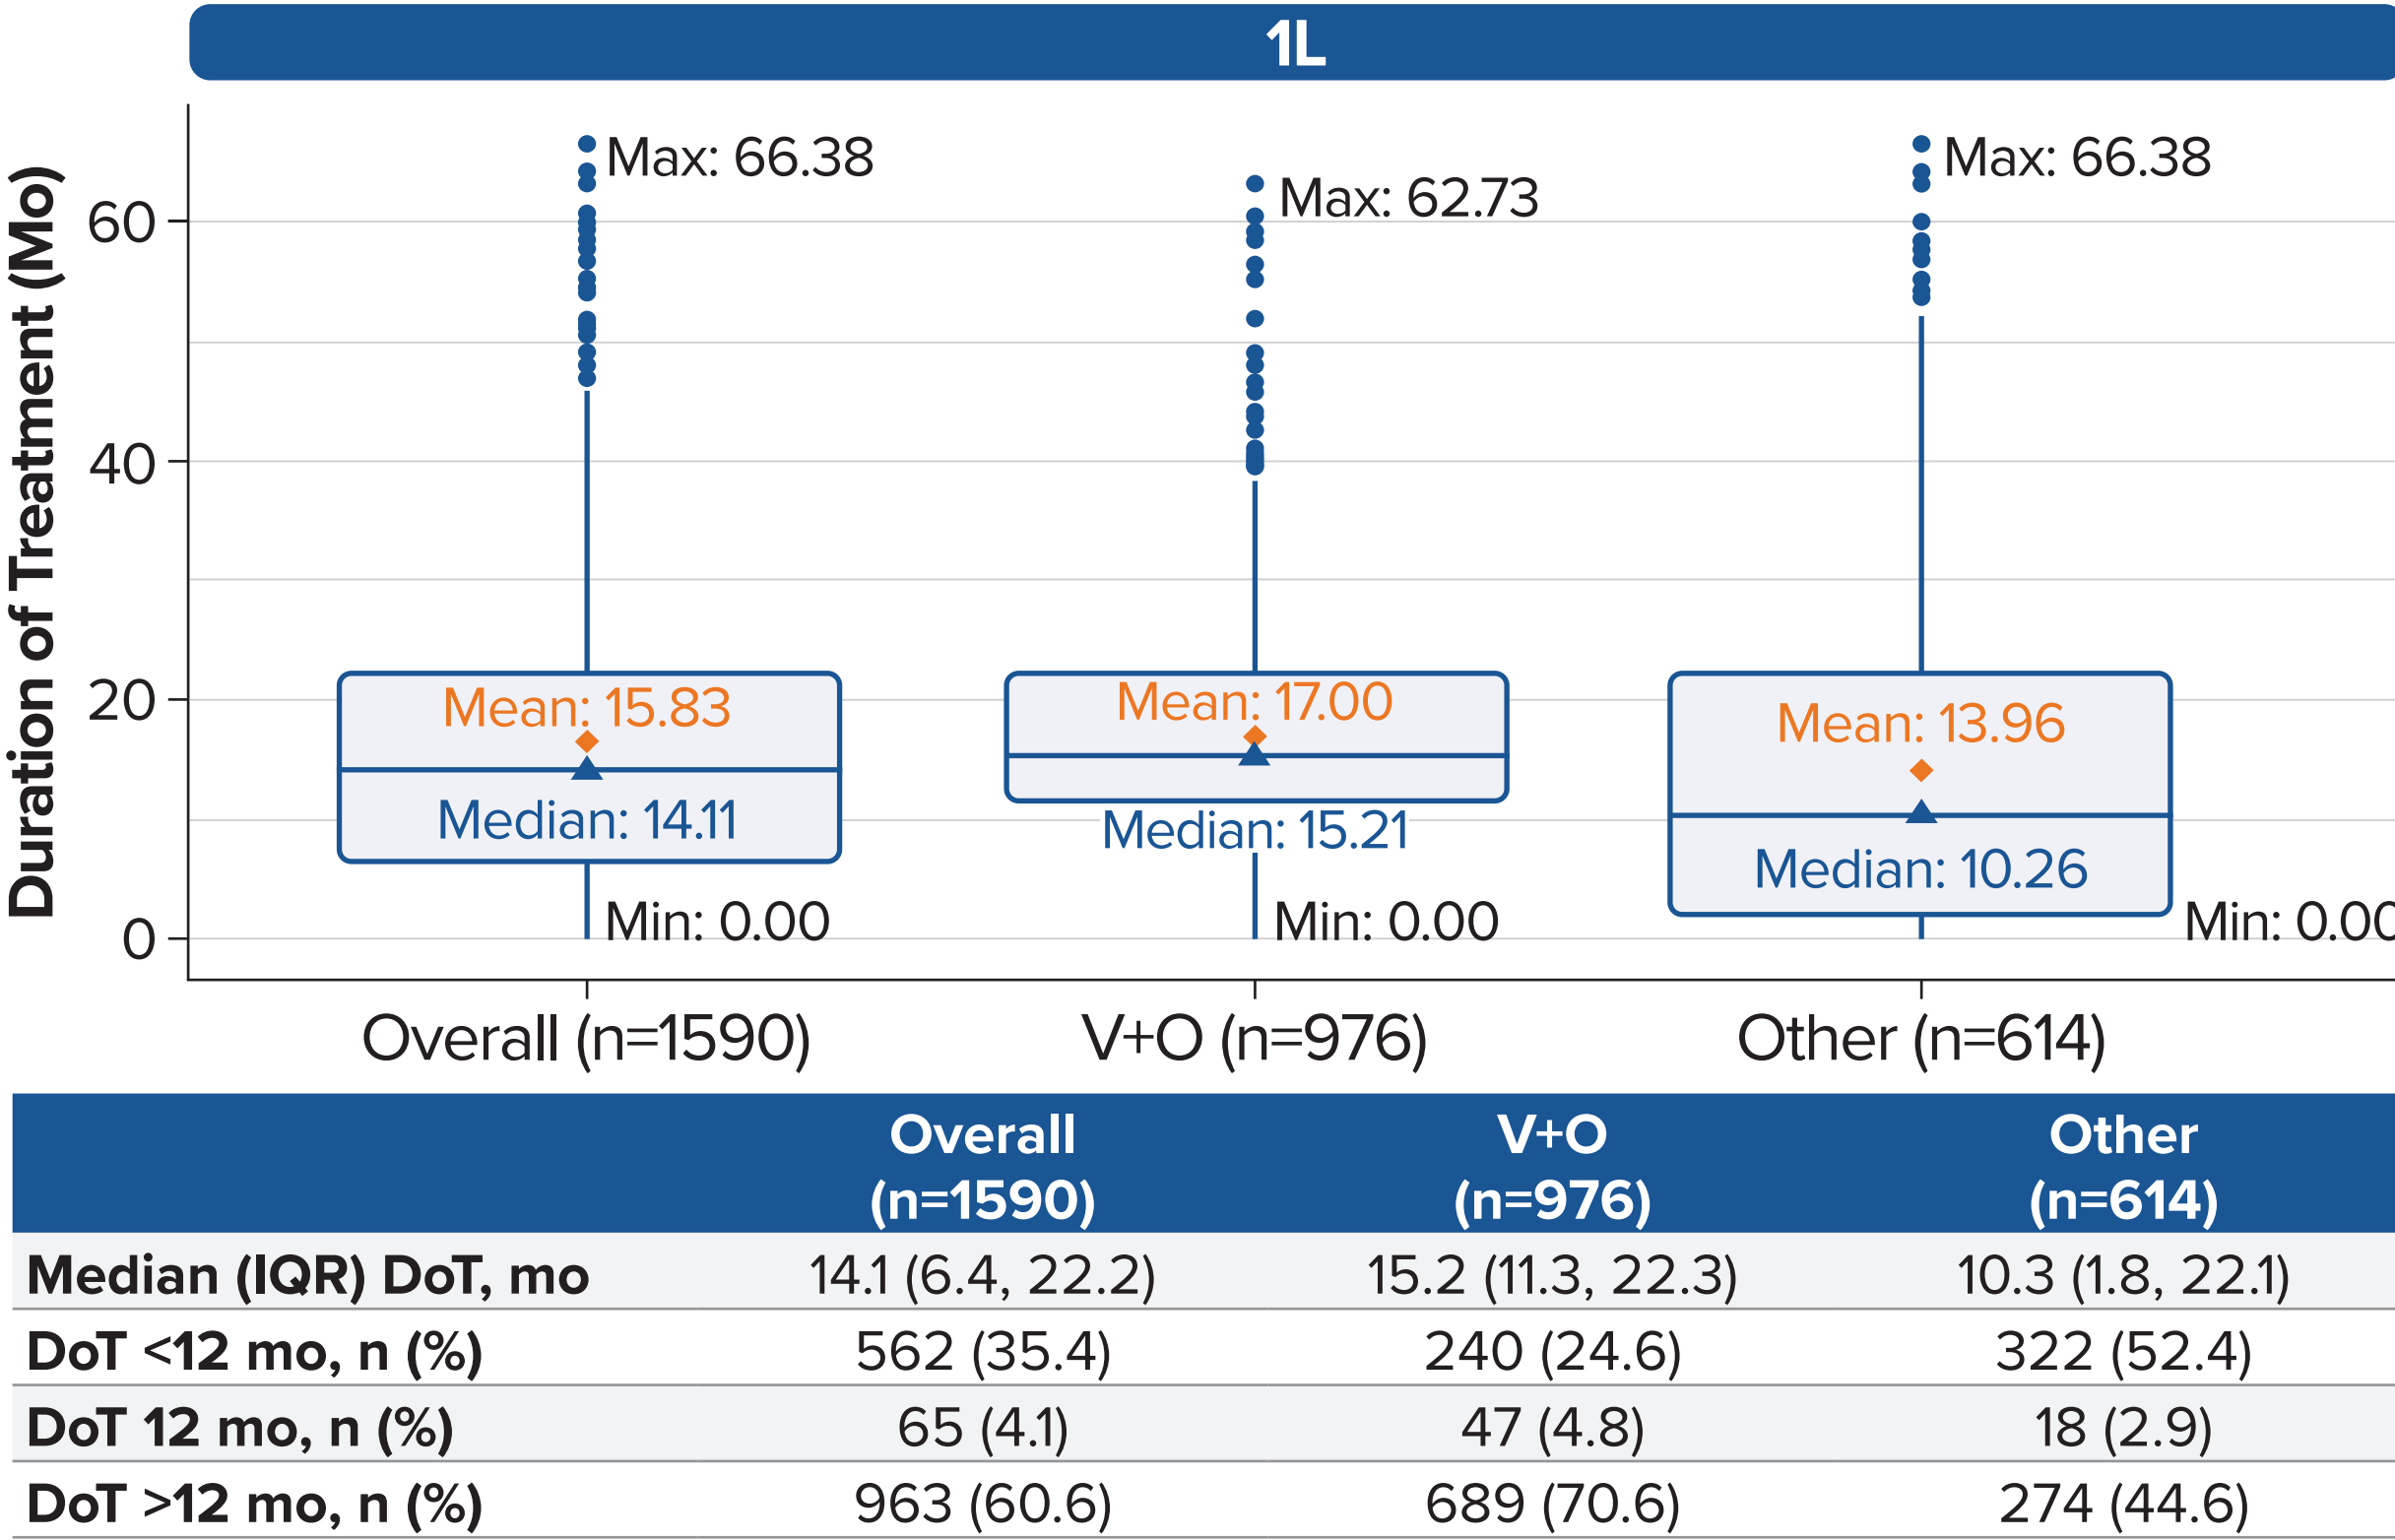 1L
Duration of Treatment (Mo)
60
40
20
0
Max: 66.38
Mean: 15.83
Median: 14.11
Min: 0.00
Max: 62.73
Mean: 17.00
Median: 15.21
Min: 0.00
Max: 66.38
Mean: 13.96
Median: 10.26
Min: 0.00
Overall (n=1590)
V+O (n=976)
Other (n=614)
Overall (n=1590) V+O (n=976) Other (n=614)
Median (IQR) DoT, mo 14.1 (6.4, 22.2) 15.2 (11.3, 22.3) 10.3 (1.8, 22.1)
DoT <12 mo, n (%) 562 (35.4) 240 (24.6) 322 (52.4)
DoT 12 mo, n (%) 65 (4.1) 47 (4.8) 18 (2.9)
DoT >12 mo, n (%) 963 (60.6) 689 (70.6) 274 (44.6)